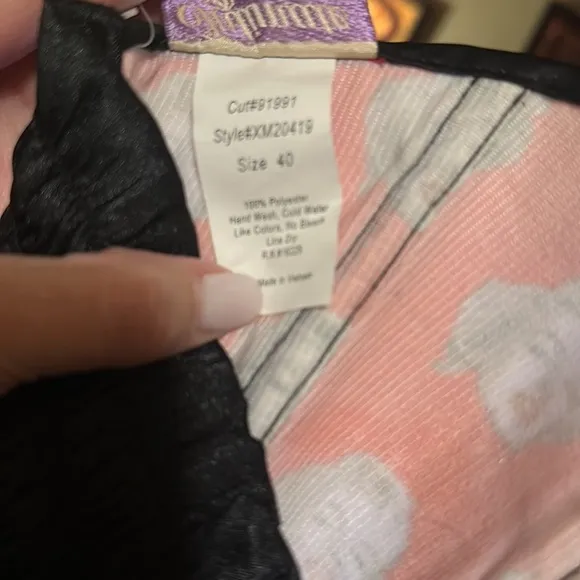 Cut#91991
Style#XM20419
Size 40
100% Polyester
Hand Wash, Cold Water
Like Colors, No Bleach
Line Dry
Made in Vietnam